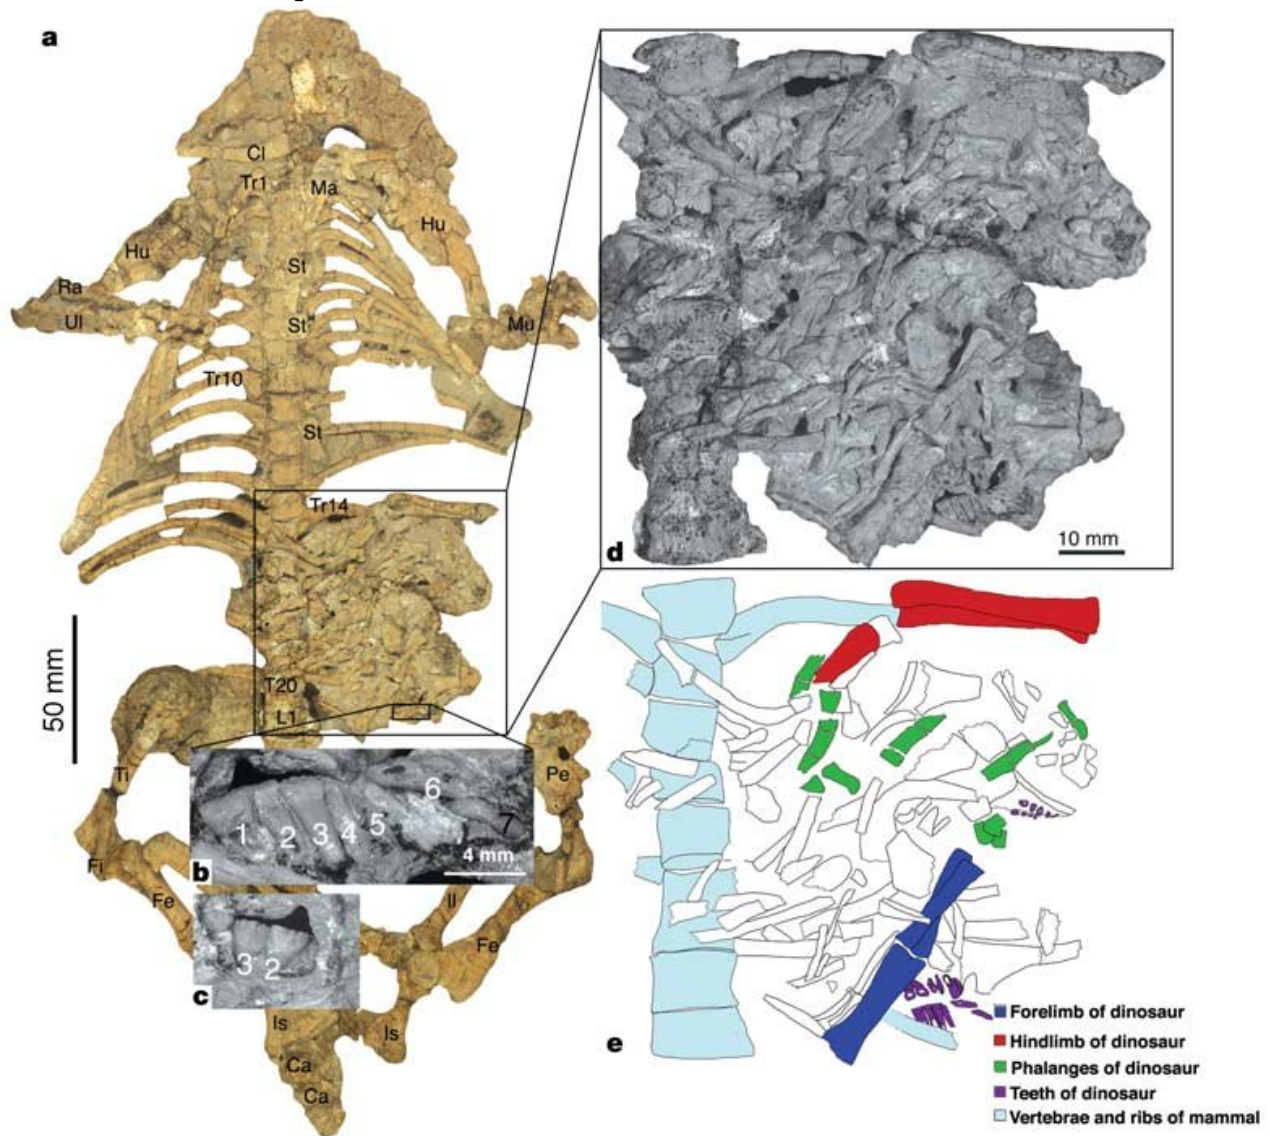 a
Cl
Tr1
Ma
Hu
Hu
St
Ra
Ul
St
Mu
Tr10
St
Tr14
T20
L1
50 mm
Ti
Pe
Fi
Fe
Il
Fe
Is
Is
Ca
Ca
b
1 2 3 4 5 6 7
4 mm
c
3 2
d
10 mm
e
Forelimb of dinosaur
Hindlimb of dinosaur
Phalanges of dinosaur
Teeth of dinosaur
Vertebrae and ribs of mammal